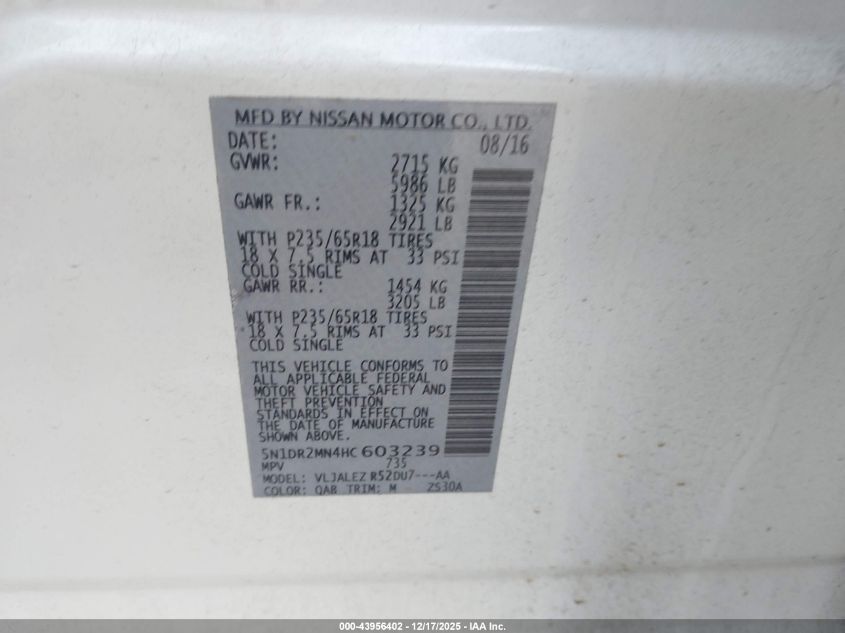 MFD BY NISSAN MOTOR CO., LTD.
DATE: 08/16
GVWR: 2715 KG
5986 LB
GAWR FR.: 1325 KG
2921 LB
WITH P235/65R18 TIRES
18 X 7.5 RIMS AT 33 PSI
COLD SINGLE
GAWR RR.: 1454 KG
3205 LB
WITH P235/65R18 TIRES
18 X 7.5 RIMS AT 33 PSI
COLD SINGLE
THIS VEHICLE CONFORMS TO
ALL APPLICABLE FEDERAL
MOTOR VEHICLE SAFETY AND
THEFT PREVENTION
STANDARDS IN EFFECT ON
THE DATE OF MANUFACTURE
SHOWN ABOVE.
5N1DR2MN4HC603239
MPV 735
MODEL: VLJALEZ R52DU7---AA
COLOR: QAB TRIM: M 2S30A
000-43956402 - 12/17/2025 - IAA Inc.